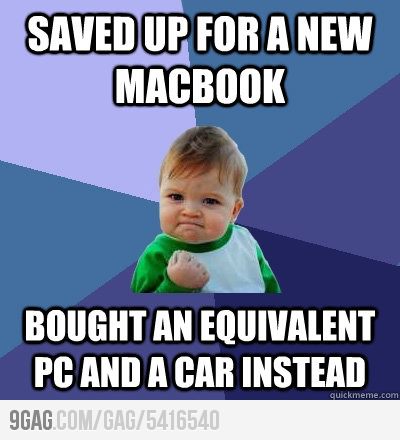 SAVED UP FOR A NEW
MACBOOK
BOUGHT AN EQUIVALENT
PC AND A CAR INSTEAD
quickmeme.com
9GAG.COM/GAG/5416540